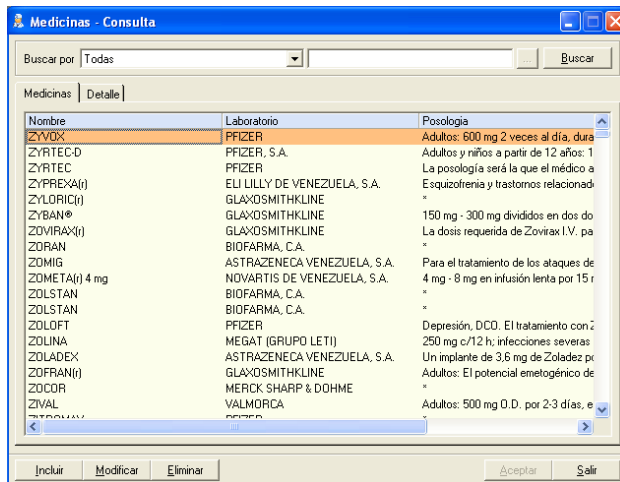 Medicinas - Consulta
Buscar por Todas ... Buscar
Medicinas Detalle
Nombre Laboratorio Posologia
ZYVOX PFIZER Adultos: 600 mg 2 veces al día, dura
ZYRTEC-D PFIZER, S.A. Adultos y niños a partir de 12 años: 1
ZYRTEC PFIZER La posología será la que el médico a
ZYPREXA(r) ELI LILLY DE VENEZUELA, S.A. Esquizofrenia y trastornos relacionad
ZYLORIC(r) GLAXOSMITHKLINE *
ZYBAN® GLAXOSMITHKLINE 150 mg - 300 mg divididos en dos do
ZOVIRAX(r) GLAXOSMITHKLINE La dosis requerida de Zovirax I.V. pa
ZORAN BIOFARMA, C.A. *
ZOMIG ASTRAZENECA VENEZUELA, S.A. Para el tratamiento de los ataques de
ZOMETA(r) 4 mg NOVARTIS DE VENEZUELA, S.A. 4 mg - 8 mg en infusión lenta por 15 r
ZOLSTAN BIOFARMA, C.A. *
ZOLSTAN BIOFARMA, C.A. *
ZOLOFT PFIZER Depresión, DCO. El tratamiento con Z
ZOLINA MEGAT (GRUPO LETI) 250 mg c/12 h; infecciones severas
ZOLADEX ASTRAZENECA VENEZUELA, S.A. Un implante de 3,6 mg de Zoladez po
ZOFRAN(r) GLAXOSMITHKLINE Adultos: El potencial emetogénico de
ZOCOR MERCK SHARP & DOHME *
ZIVAL VALMORCA Adultos: 500 mg O.D. por 2-3 días, e
Incluir Modificar Eliminar Aceptar Salir